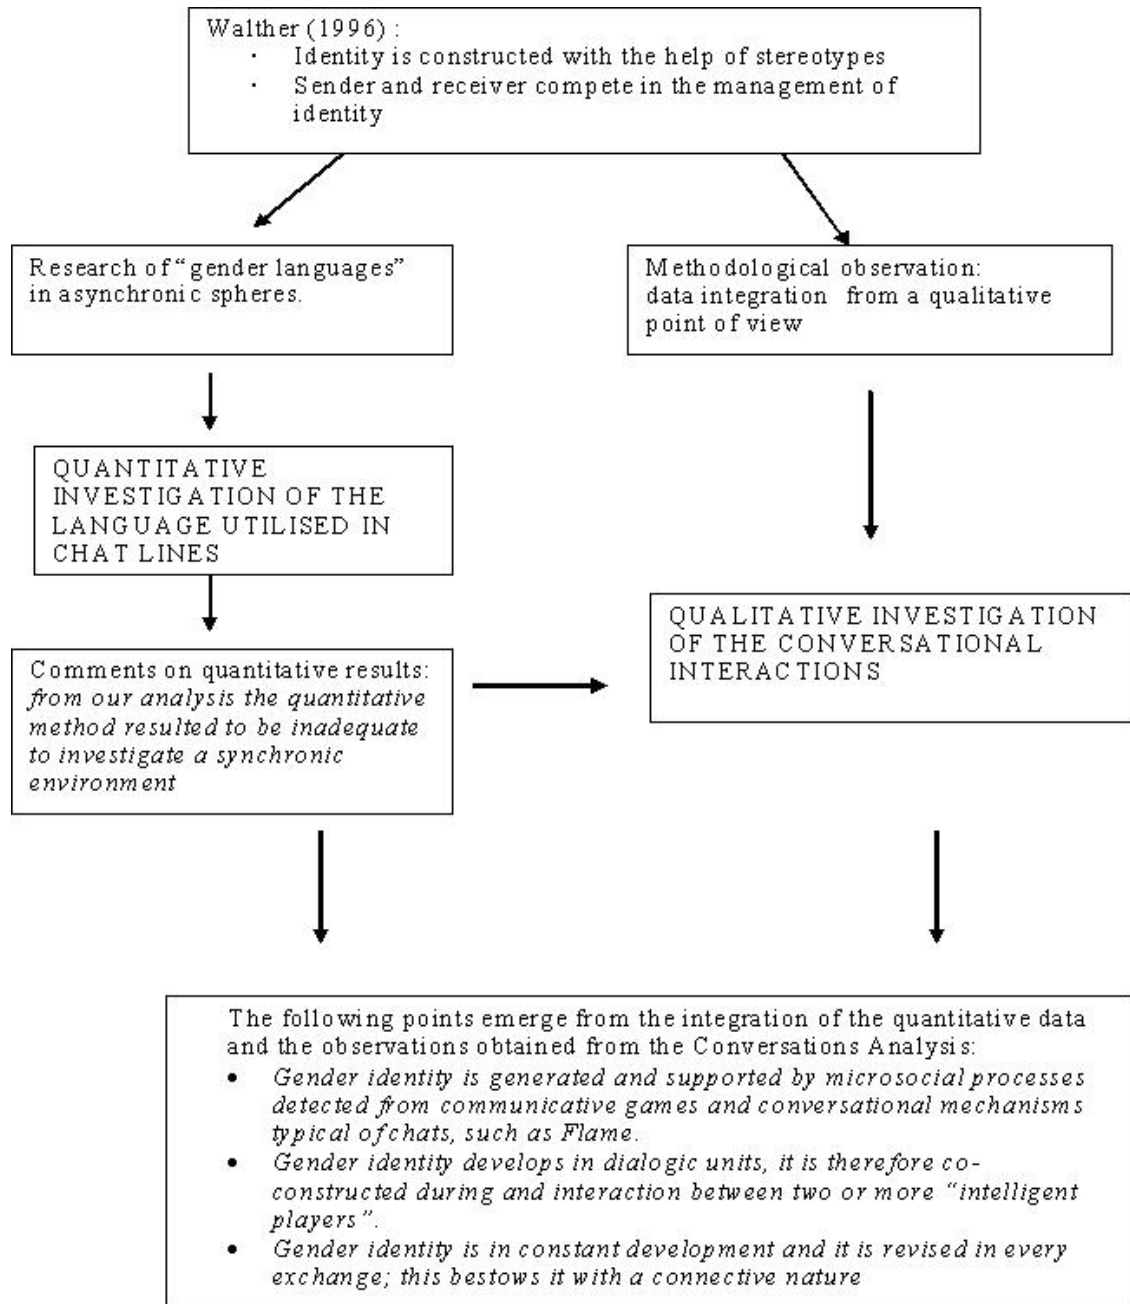 Walther (1996) :
· Identity is constructed with the help of stereotypes
· Sender and receiver compete in the management of
identity
Research of “gender languages”
in asynchronic spheres.
Methodological observation:
data integration from a qualitative
point of view
QUANTITATIVE
INVESTIGATION OF THE
LANGUAGE UTILISED IN
CHAT LINES
QUALITATIVE INVESTIGATION
OF THE CONVERSATIONAL
INTERACTIONS
Comments on quantitative results:
from our analysis the quantitative
method resulted to be inadequate
to investigate a synchronic
environment
The following points emerge from the integration of the quantitative data
and the observations obtained from the Conversations Analysis:
• Gender identity is generated and supported by microsocial processes
detected from communicative games and conversational mechanisms
typical of chats, such as Flame.
• Gender identity develops in dialogic units, it is therefore co-
constructed during and interaction between two or more “intelligent
players”.
• Gender identity is in constant development and it is revised in every
exchange; this bestows it with a connective nature